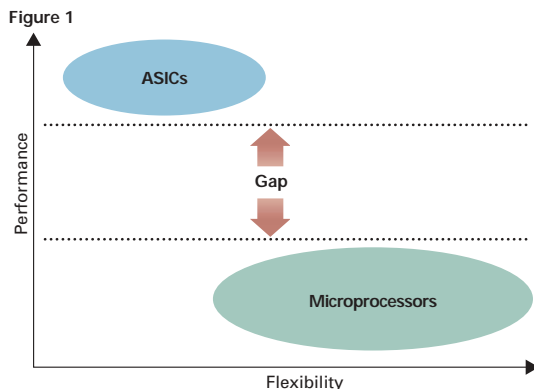 Figure 1
ASICs
Performance
Gap
Microprocessors
Flexibility